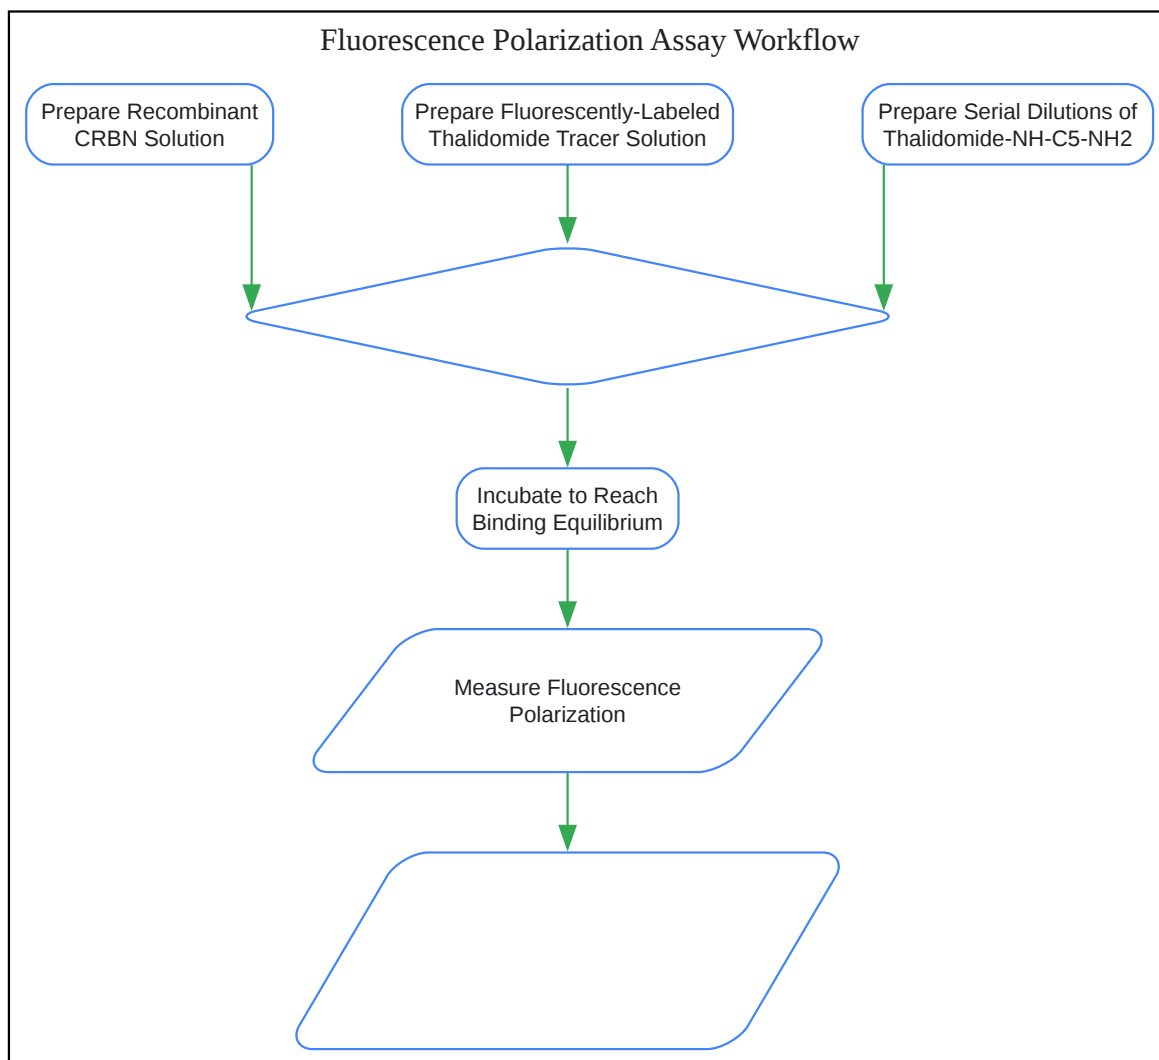 Fluorescence Polarization Assay Workflow
Prepare Recombinant
CRBN Solution
Prepare Fluorescently-Labeled
Thalidomide Tracer Solution
Prepare Serial Dilutions of
Thalidomide-NH-C5-NH2
Incubate to Reach
Binding Equilibrium
Measure Fluorescence
Polarization